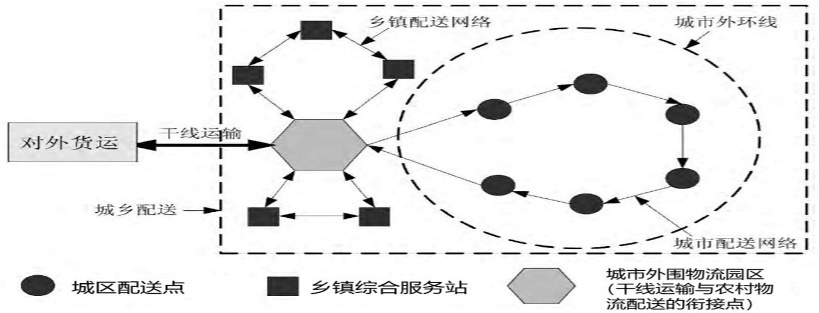 乡镇配送网络
城市外环线
对外货运
干线运输
城乡配送
城市配送网络
城区配送点
乡镇综合服务站
城市外围物流园区
(干线运输与农村物
流配送的衔接点)